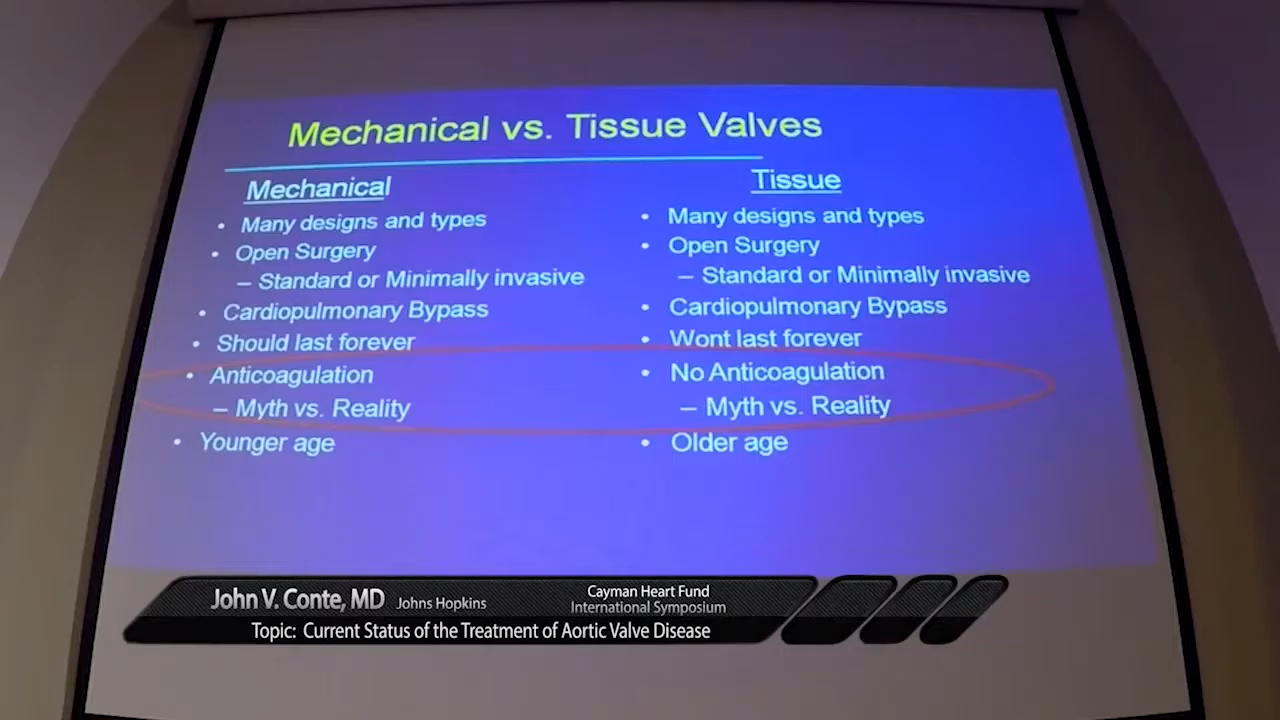 Mechanical vs. Tissue Valves
Mechanical
• Many designs and types
• Open Surgery
– Standard or Minimally invasive
• Cardiopulmonary Bypass
• Should last forever
• Anticoagulation
– Myth vs. Reality
• Younger age
Tissue
• Many designs and types
• Open Surgery
– Standard or Minimally invasive
• Cardiopulmonary Bypass
• Wont last forever
• No Anticoagulation
– Myth vs. Reality
• Older age
John V. Conte, MD Johns Hopkins
Cayman Heart Fund
International Symposium
Topic: Current Status of the Treatment of Aortic Valve Disease